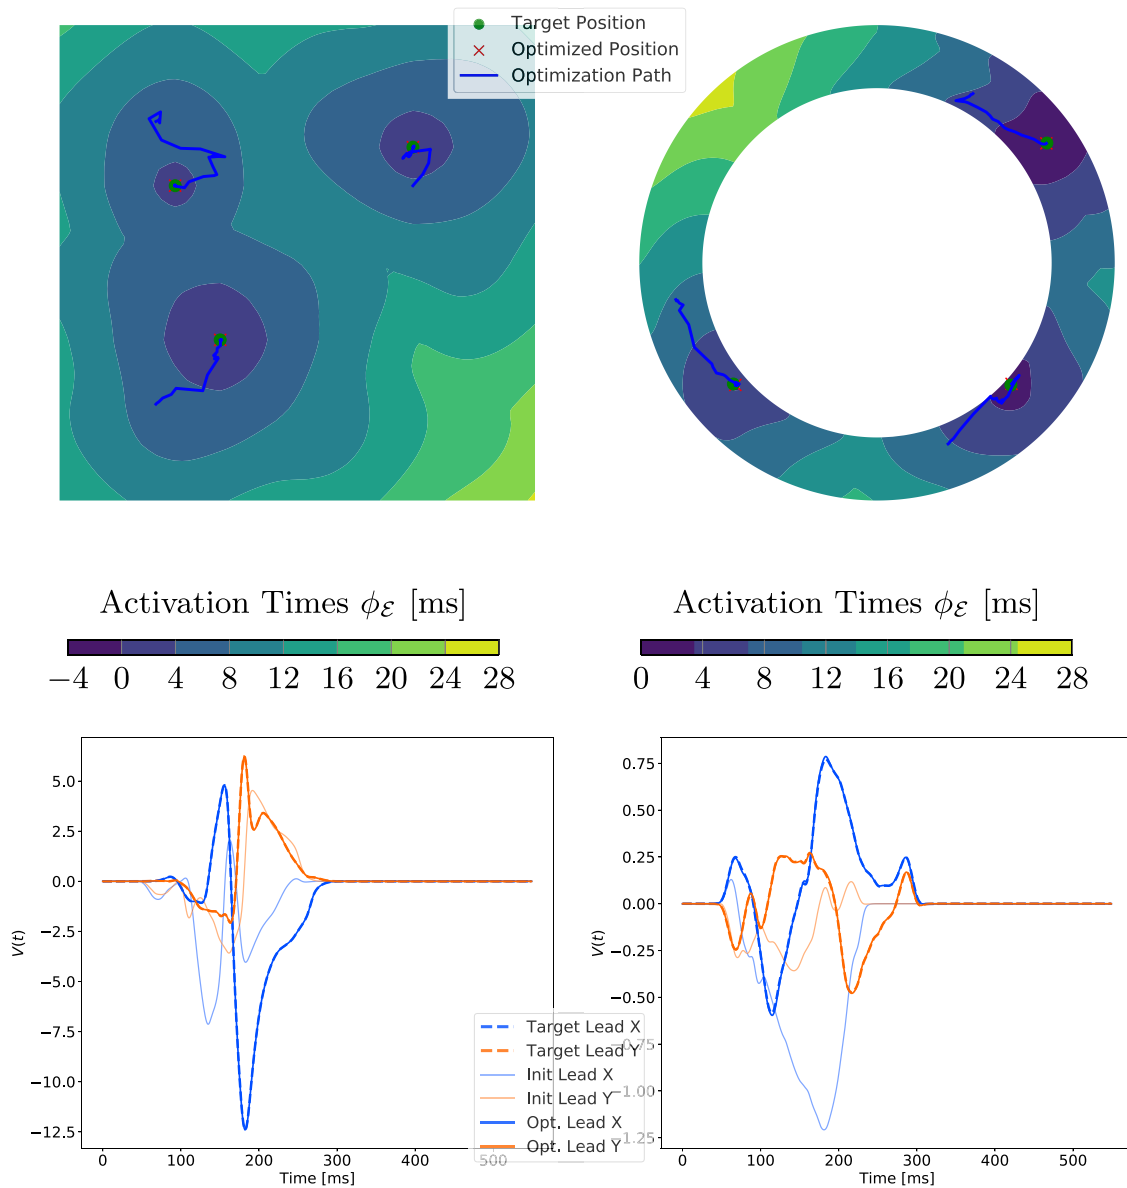 Target Position
Optimized Position
Optimization Path
Activation Times ϕ_ℰ [ms]
−4 0 4 8 12 16 20 24 28
Activation Times ϕ_ℰ [ms]
0 4 8 12 16 20 24 28
5.0
2.5
0.0
−2.5
−5.0
−7.5
−10.0
−12.5
V(t)
0 100 200 300 400 500
Time [ms]
0.75
0.50
0.25
0.00
−0.25
−0.50
−0.75
−1.00
−1.25
V(t)
0 100 200 300 400 500
Time [ms]
Target Lead X
Target Lead Y
Init Lead X
Init Lead Y
Opt. Lead X
Opt. Lead Y